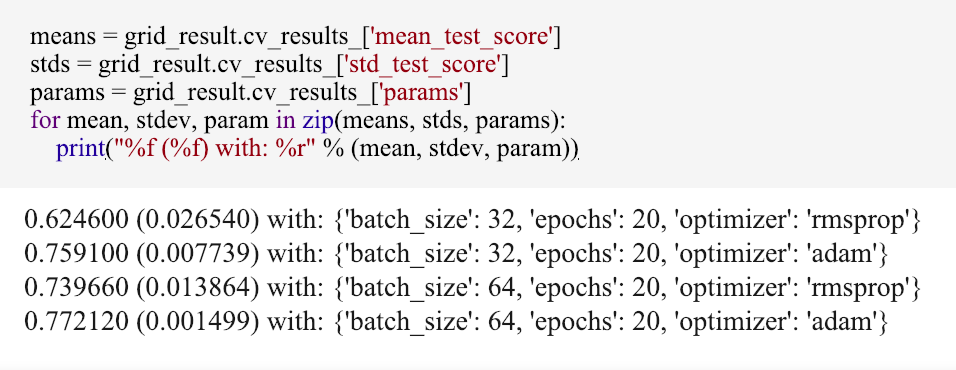 means = grid_result.cv_results_['mean_test_score']
stds = grid_result.cv_results_['std_test_score']
params = grid_result.cv_results_['params']
for mean, stdev, param in zip(means, stds, params):
    print("%f (%f) with: %r" % (mean, stdev, param))
0.624600 (0.026540) with: {'batch_size': 32, 'epochs': 20, 'optimizer': 'rmsprop'}
0.759100 (0.007739) with: {'batch_size': 32, 'epochs': 20, 'optimizer': 'adam'}
0.739660 (0.013864) with: {'batch_size': 64, 'epochs': 20, 'optimizer': 'rmsprop'}
0.772120 (0.001499) with: {'batch_size': 64, 'epochs': 20, 'optimizer': 'adam'}